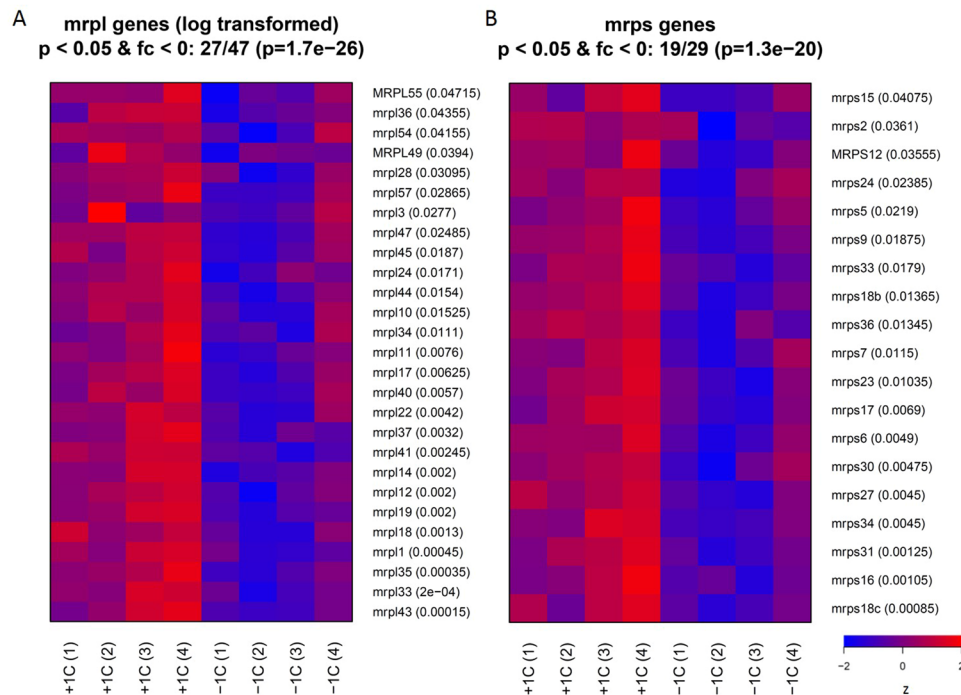 A
mrpl genes (log transformed)
p < 0.05 & fc < 0: 27/47 (p=1.7e−26)
MRPL55 (0.04715)
mrpl36 (0.04355)
mrpl54 (0.04155)
MRPL49 (0.0394)
mrpl28 (0.03095)
mrpl57 (0.02865)
mrpl3 (0.0277)
mrpl47 (0.02485)
mrpl45 (0.0187)
mrpl24 (0.0171)
mrpl44 (0.0154)
mrpl10 (0.01525)
mrpl34 (0.0111)
mrpl11 (0.0076)
mrpl17 (0.00625)
mrpl40 (0.0057)
mrpl22 (0.0042)
mrpl37 (0.0032)
mrpl41 (0.00245)
mrpl14 (0.002)
mrpl12 (0.002)
mrpl19 (0.002)
mrpl18 (0.0013)
mrpl1 (0.00045)
mrpl35 (0.00035)
mrpl33 (2e−04)
mrpl43 (0.00015)
+1C (1)
+1C (2)
+1C (3)
+1C (4)
−1C (1)
−1C (2)
−1C (3)
−1C (4)
B
mrps genes
p < 0.05 & fc < 0: 19/29 (p=1.3e−20)
mrps15 (0.04075)
mrps2 (0.0361)
MRPS12 (0.03555)
mrps24 (0.02385)
mrps5 (0.0219)
mrps9 (0.01875)
mrps33 (0.0179)
mrps18b (0.01365)
mrps36 (0.01345)
mrps7 (0.0115)
mrps23 (0.01035)
mrps17 (0.0069)
mrps6 (0.0049)
mrps30 (0.00475)
mrps27 (0.0045)
mrps34 (0.0045)
mrps31 (0.00125)
mrps16 (0.00105)
mrps18c (0.00085)
+1C (1)
+1C (2)
+1C (3)
+1C (4)
−1C (1)
−1C (2)
−1C (3)
−1C (4)
−2 0 2
z